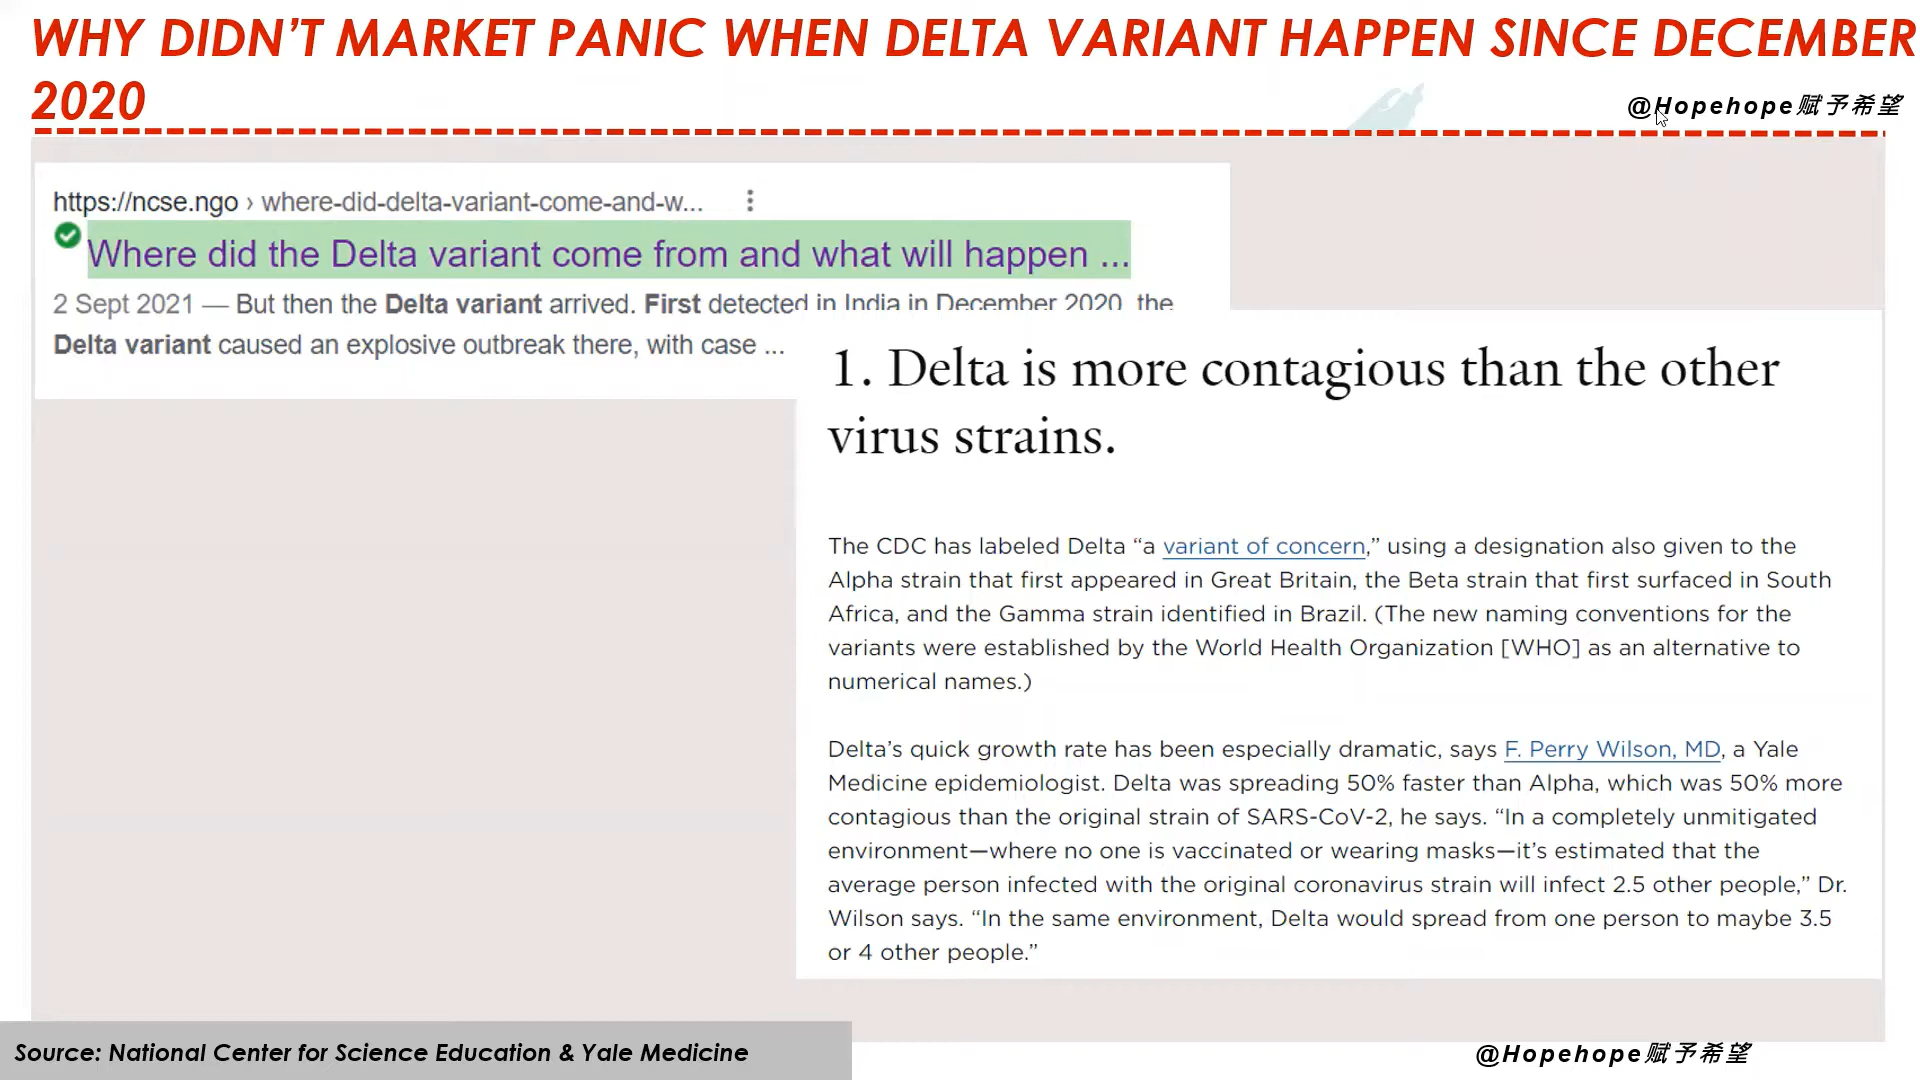 WHY DIDN’T MARKET PANIC WHEN DELTA VARIANT HAPPEN SINCE DECEMBER
2020
@Hopehope赋予希望
https://ncse.ngo › where-did-delta-variant-come-and-w...
Where did the Delta variant come from and what will happen ...
2 Sept 2021 — But then the Delta variant arrived. First detected in India in December 2020, the
Delta variant caused an explosive outbreak there, with case ...
1. Delta is more contagious than the other
virus strains.
The CDC has labeled Delta “a variant of concern,” using a designation also given to the
Alpha strain that first appeared in Great Britain, the Beta strain that first surfaced in South
Africa, and the Gamma strain identified in Brazil. (The new naming conventions for the
variants were established by the World Health Organization [WHO] as an alternative to
numerical names.)
Delta’s quick growth rate has been especially dramatic, says F. Perry Wilson, MD, a Yale
Medicine epidemiologist. Delta was spreading 50% faster than Alpha, which was 50% more
contagious than the original strain of SARS-CoV-2, he says. “In a completely unmitigated
environment—where no one is vaccinated or wearing masks—it’s estimated that the
average person infected with the original coronavirus strain will infect 2.5 other people,” Dr.
Wilson says. “In the same environment, Delta would spread from one person to maybe 3.5
or 4 other people.”
Source: National Center for Science Education & Yale Medicine
@Hopehope赋予希望